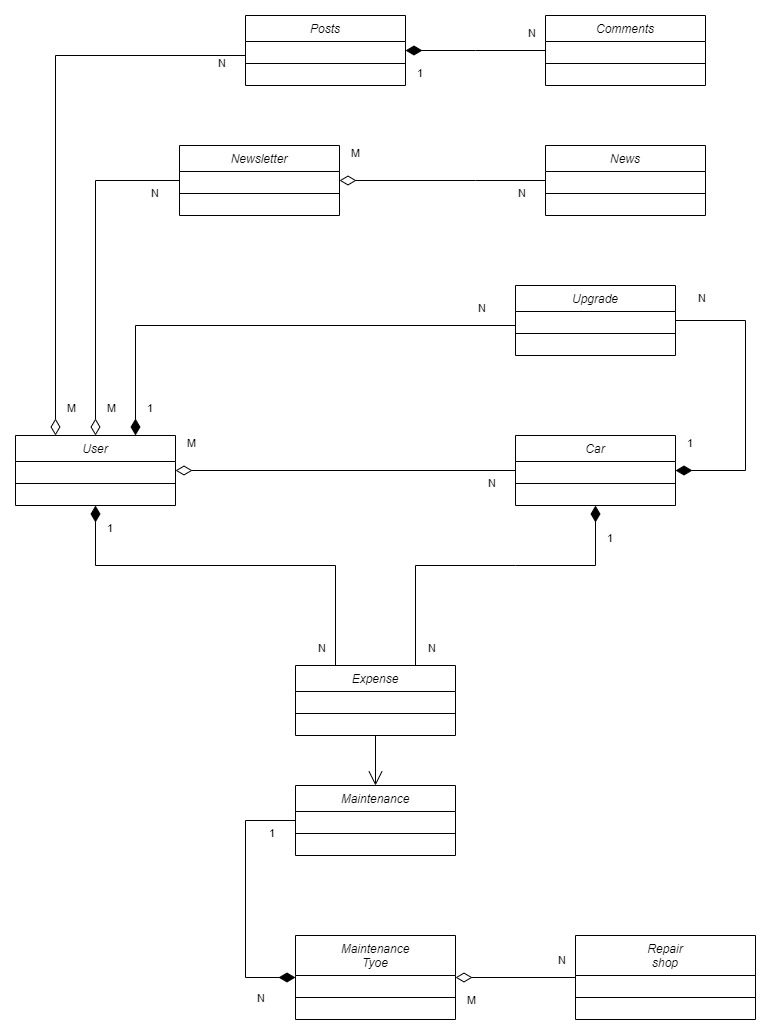 Posts
Comments
N
N
1
Newsletter
News
M
N
N
Upgrade
N
N
M
M
1
User
Car
M
1
N
1
1
N
N
Expense
Maintenance
1
Maintenance
Tyoe
Repair
shop
N
N
M